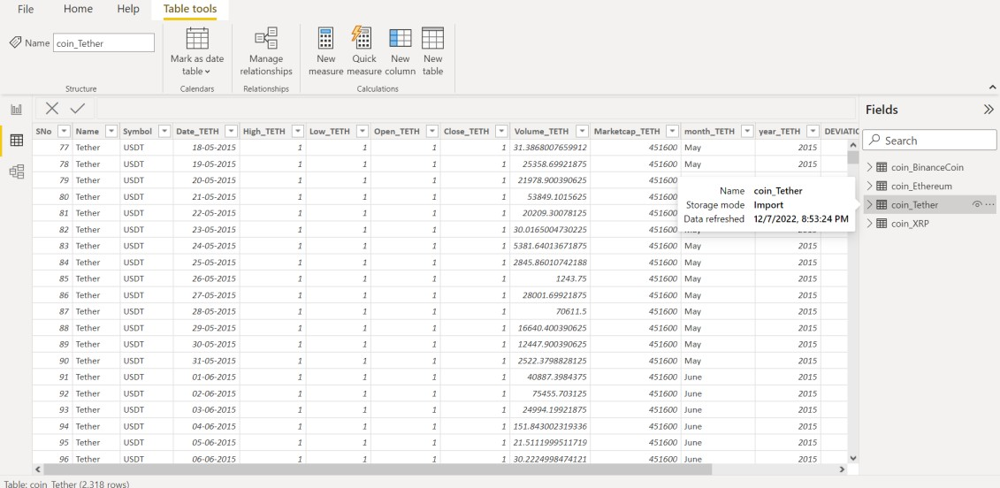 File Home Help Table tools
Name coin_Tether
Mark as date table
Manage relationships
New measure
Quick measure
New column
New table
Structure Calendars Relationships Calculations
Fields
Search
coin_BinanceCoin
coin_Ethereum
coin_Tether
coin_XRP
Name coin_Tether
Storage mode Import
Data refreshed 12/7/2022, 8:53:24 PM
SNo Name Symbol Date_TETH High_TETH Low_TETH Open_TETH Close_TETH Volume_TETH Marketcap_TETH month_TETH year_TETH DEVIATIC
77 Tether USDT 18-05-2015 1 1 1 1 31.3868007659912 451600 May 2015
78 Tether USDT 19-05-2015 1 1 1 1 25358.69921875 451600 May 2015
79 Tether USDT 20-05-2015 1 1 1 1 21978.900390625 451600
80 Tether USDT 21-05-2015 1 1 1 1 53849.1015625 451600
81 Tether USDT 22-05-2015 1 1 1 1 20209.30078125 451600
82 Tether USDT 23-05-2015 1 1 1 1 30.0165004730225 451600 May 2015
83 Tether USDT 24-05-2015 1 1 1 1 5381.64013671875 451600 May 2015
84 Tether USDT 25-05-2015 1 1 1 1 2845.86010742188 451600 May 2015
85 Tether USDT 26-05-2015 1 1 1 1 1243.75 451600 May 2015
86 Tether USDT 27-05-2015 1 1 1 1 28001.69921875 451600 May 2015
87 Tether USDT 28-05-2015 1 1 1 1 70611.5 451600 May 2015
88 Tether USDT 29-05-2015 1 1 1 1 16640.400390625 451600 May 2015
89 Tether USDT 30-05-2015 1 1 1 1 12447.900390625 451600 May 2015
90 Tether USDT 31-05-2015 1 1 1 1 2522.3798828125 451600 May 2015
91 Tether USDT 01-06-2015 1 1 1 1 40887.3984375 451600 June 2015
92 Tether USDT 02-06-2015 1 1 1 1 75455.703125 451600 June 2015
93 Tether USDT 03-06-2015 1 1 1 1 24994.19921875 451600 June 2015
94 Tether USDT 04-06-2015 1 1 1 1 151.843002319336 451600 June 2015
95 Tether USDT 05-06-2015 1 1 1 1 21.5111999511719 451600 June 2015
96 Tether USDT 06-06-2015 1 1 1 1 30.2224998474121 451600 June 2015
Table: coin_Tether (2,318 rows)